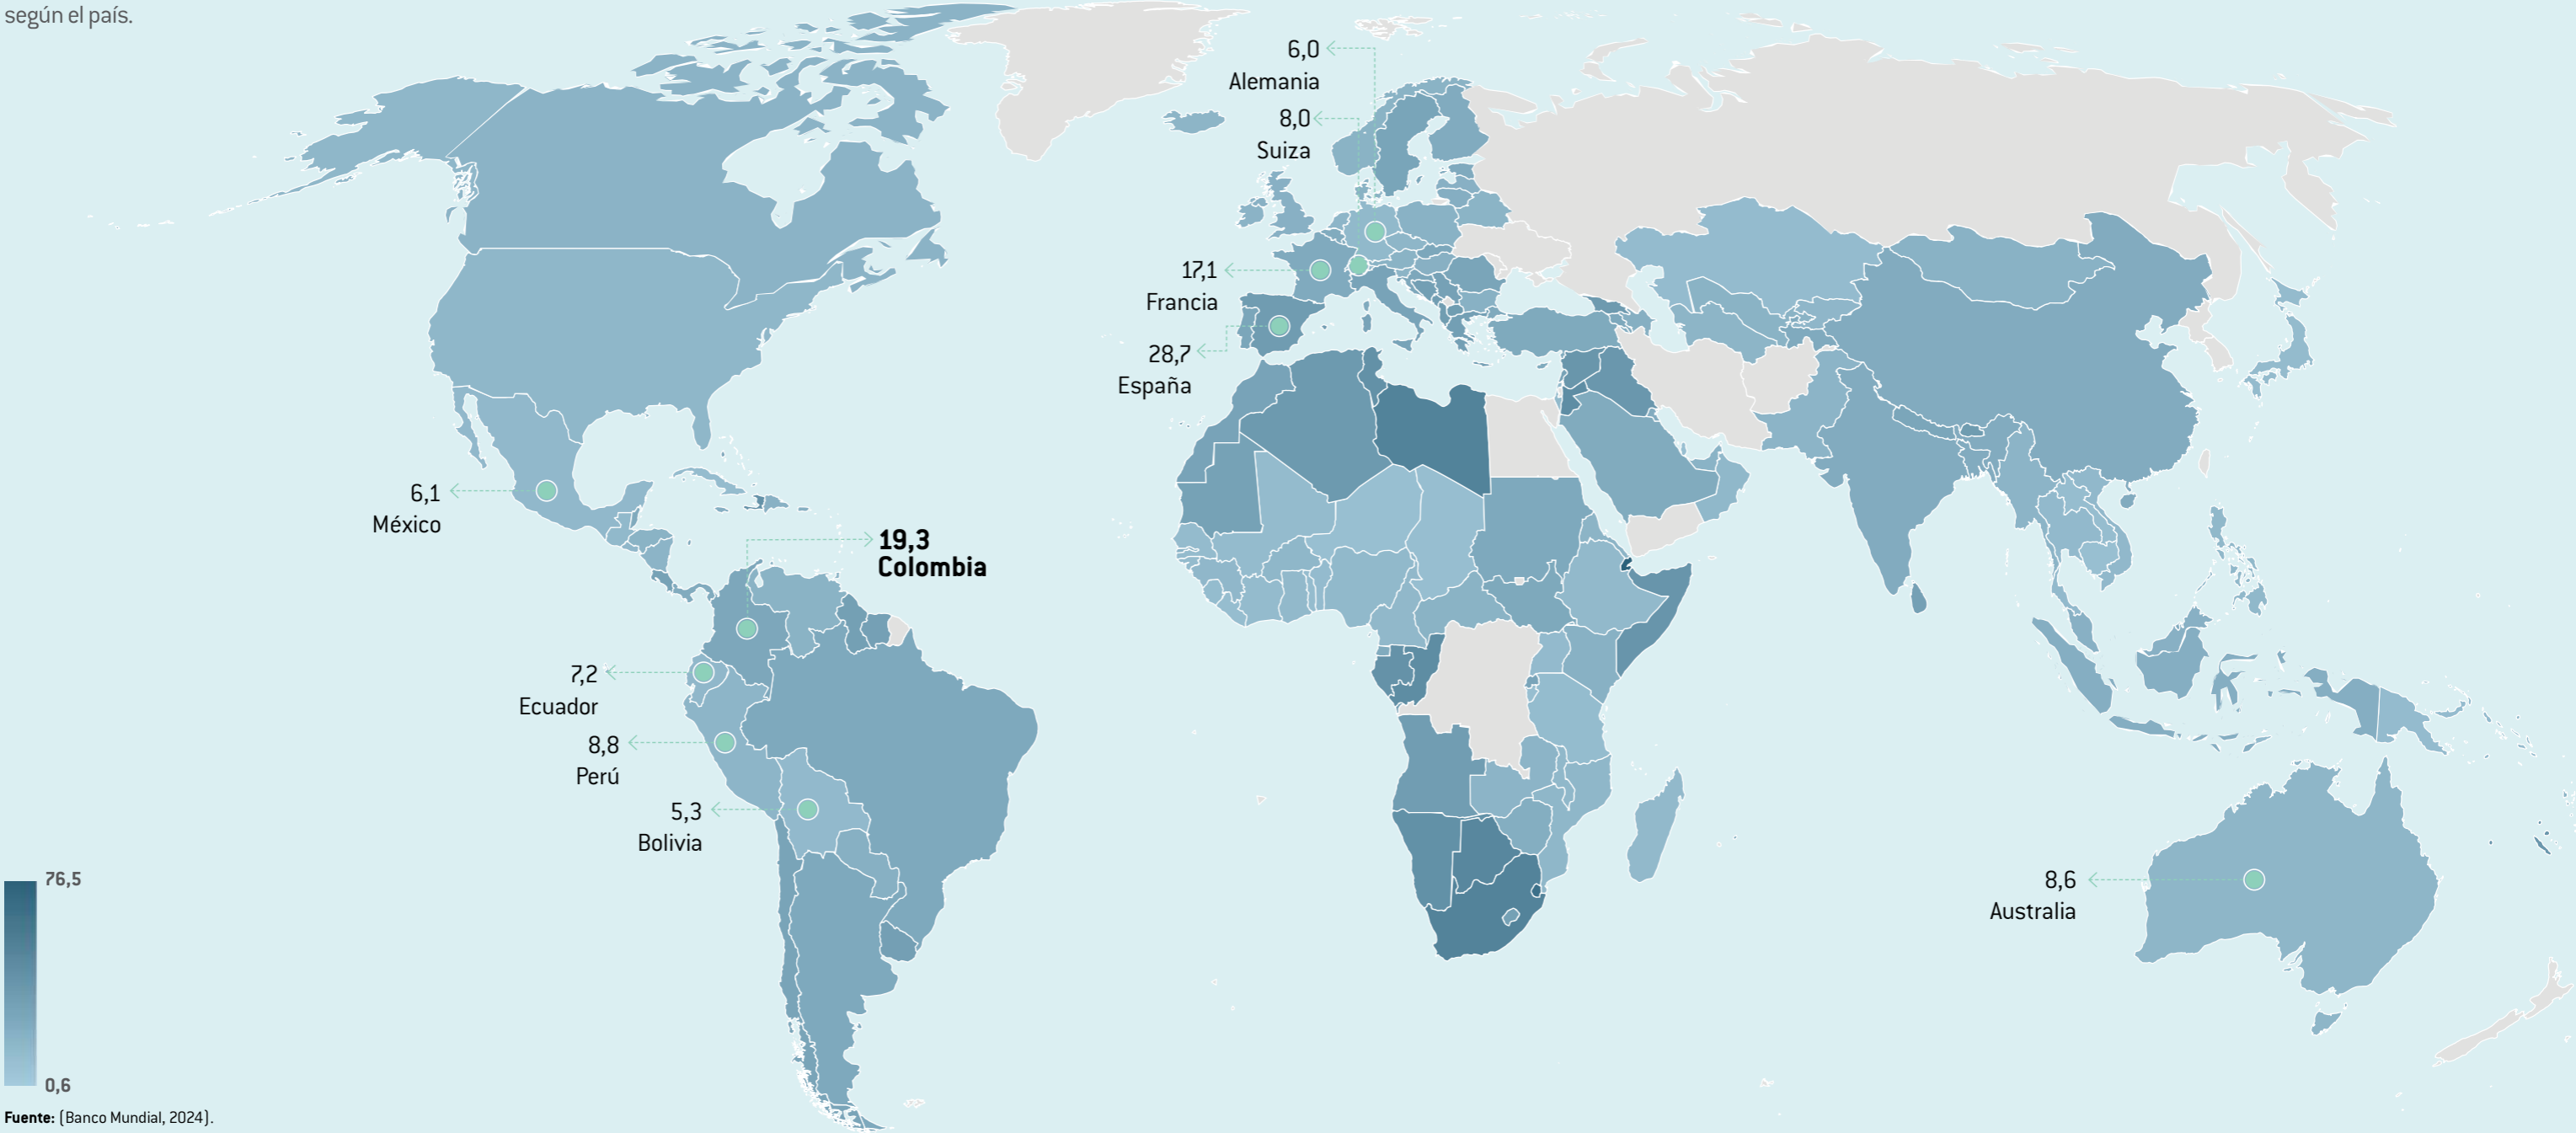 según el país.
6,0
Alemania
8,0
Suiza
17,1
Francia
28,7
España
6,1
México
19,3
Colombia
7,2
Ecuador
8,8
Perú
5,3
Bolivia
8,6
Australia
76,5
0,6
Fuente: (Banco Mundial, 2024).